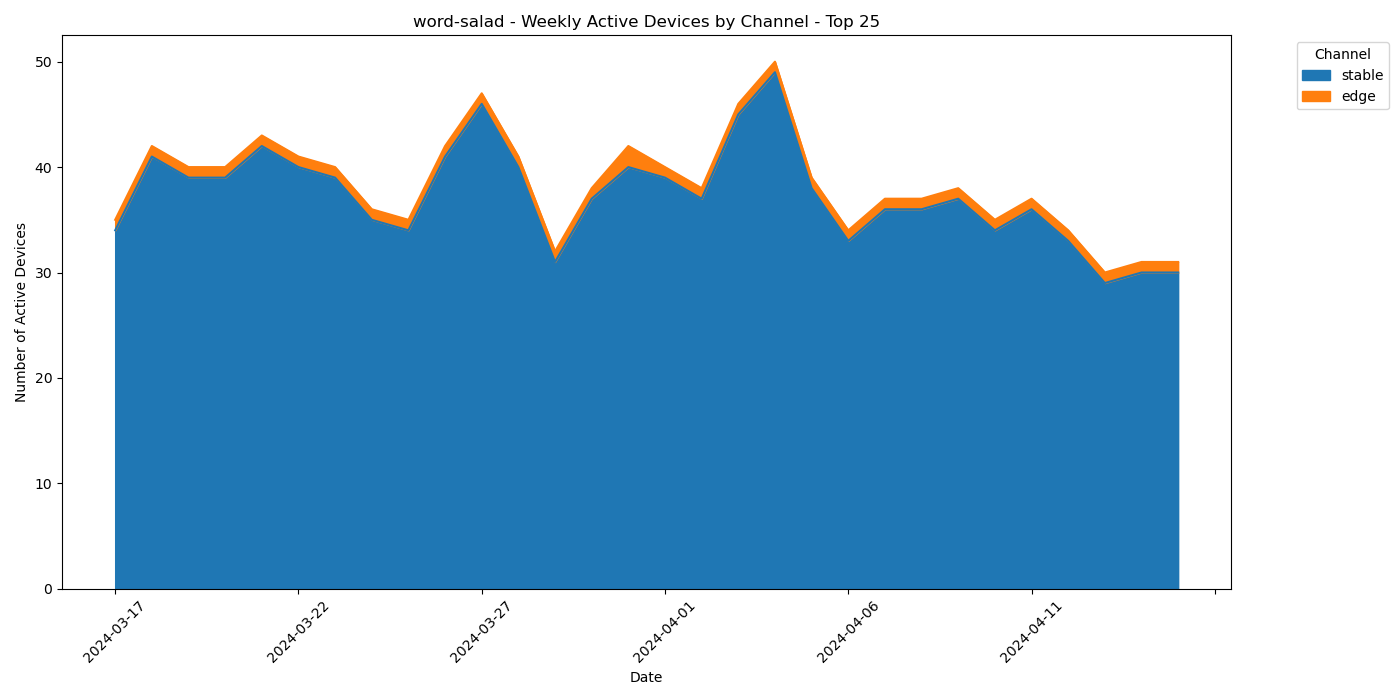 word-salad - Weekly Active Devices by Channel - Top 25
Channel
stable
edge
Number of Active Devices
50
40
30
20
10
0
2024-03-17
2024-03-22
2024-03-27
2024-04-01
2024-04-06
2024-04-11
Date